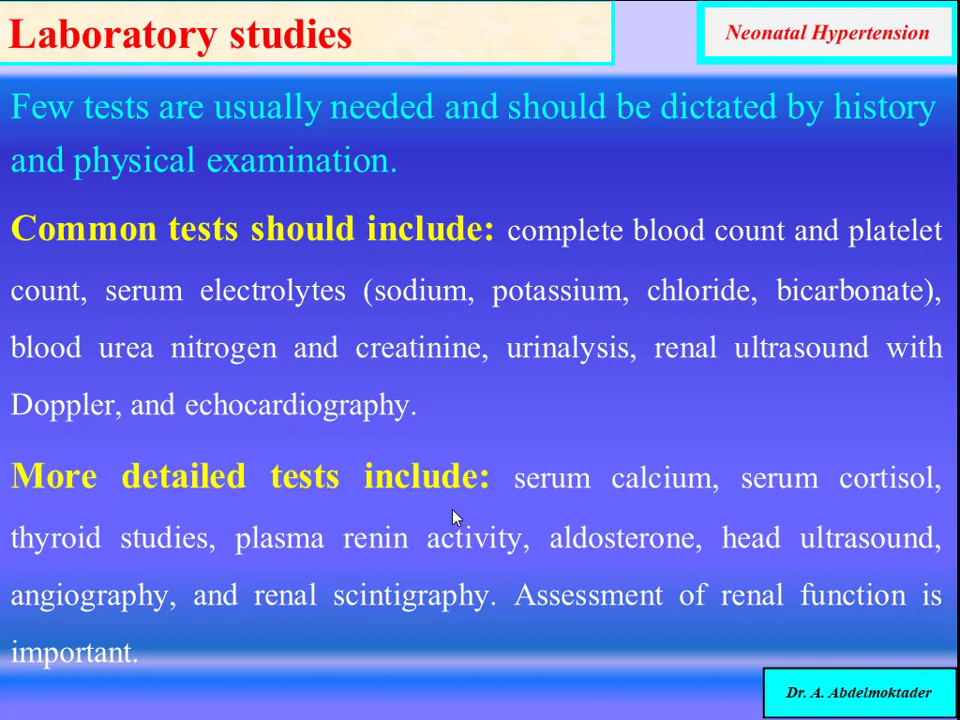 Laboratory studies
Neonatal Hypertension
Few tests are usually needed and should be dictated by history
and physical examination.
Common tests should include: complete blood count and platelet
count, serum electrolytes (sodium, potassium, chloride, bicarbonate),
blood urea nitrogen and creatinine, urinalysis, renal ultrasound with
Doppler, and echocardiography.
More detailed tests include: serum calcium, serum cortisol,
thyroid studies, plasma renin activity, aldosterone, head ultrasound,
angiography, and renal scintigraphy. Assessment of renal function is
important.
Dr. A. Abdelmoktader